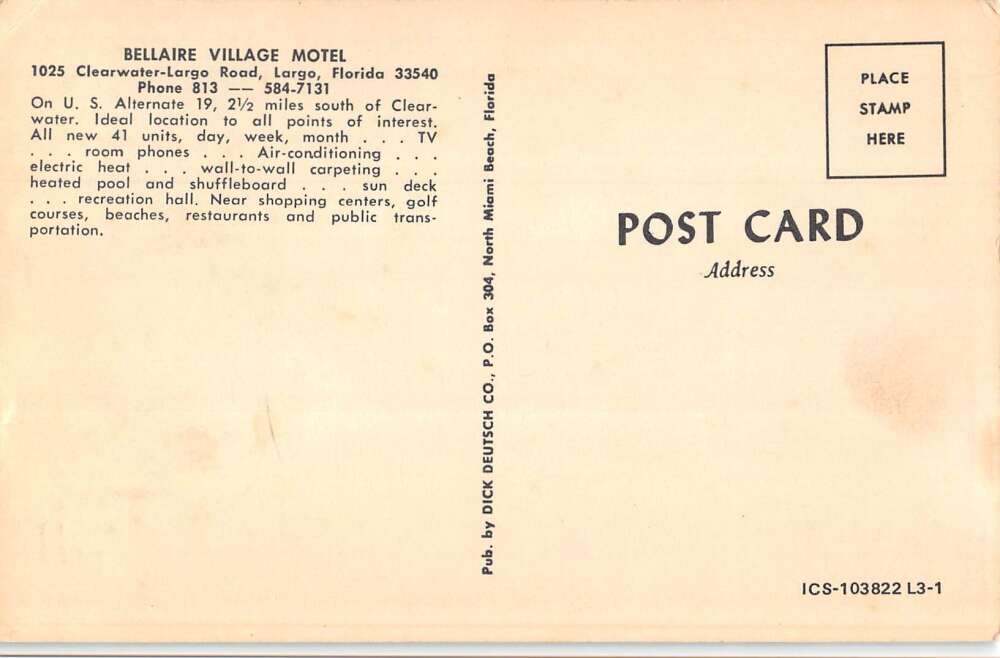 BELLAIRE VILLAGE MOTEL
1025 Clearwater-Largo Road, Largo, Florida 33540
Phone 813 –– 584-7131
On U. S. Alternate 19, 2½ miles south of Clear-
water. Ideal location to all points of interest.
All new 41 units, day, week, month . . . TV
. . . room phones . . . Air-conditioning . . .
electric heat . . . wall-to-wall carpeting . . .
heated pool and shuffleboard . . . sun deck
. . . recreation hall. Near shopping centers, golf
courses, beaches, restaurants and public trans-
portation.
Pub. by DICK DEUTSCH CO., P.O. Box 304, North Miami Beach, Florida
PLACE
STAMP
HERE
POST CARD
Address
ICS-103822 L3-1